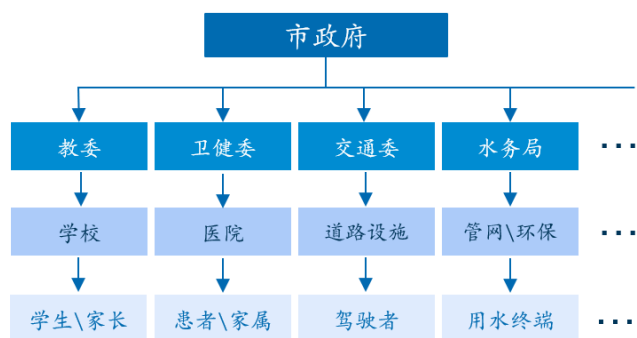 市政府
教委
卫健委
交通委
水务局
...
学校
医院
道路设施
管网\环保
...
学生\家长
患者\家属
驾驶者
用水终端
...